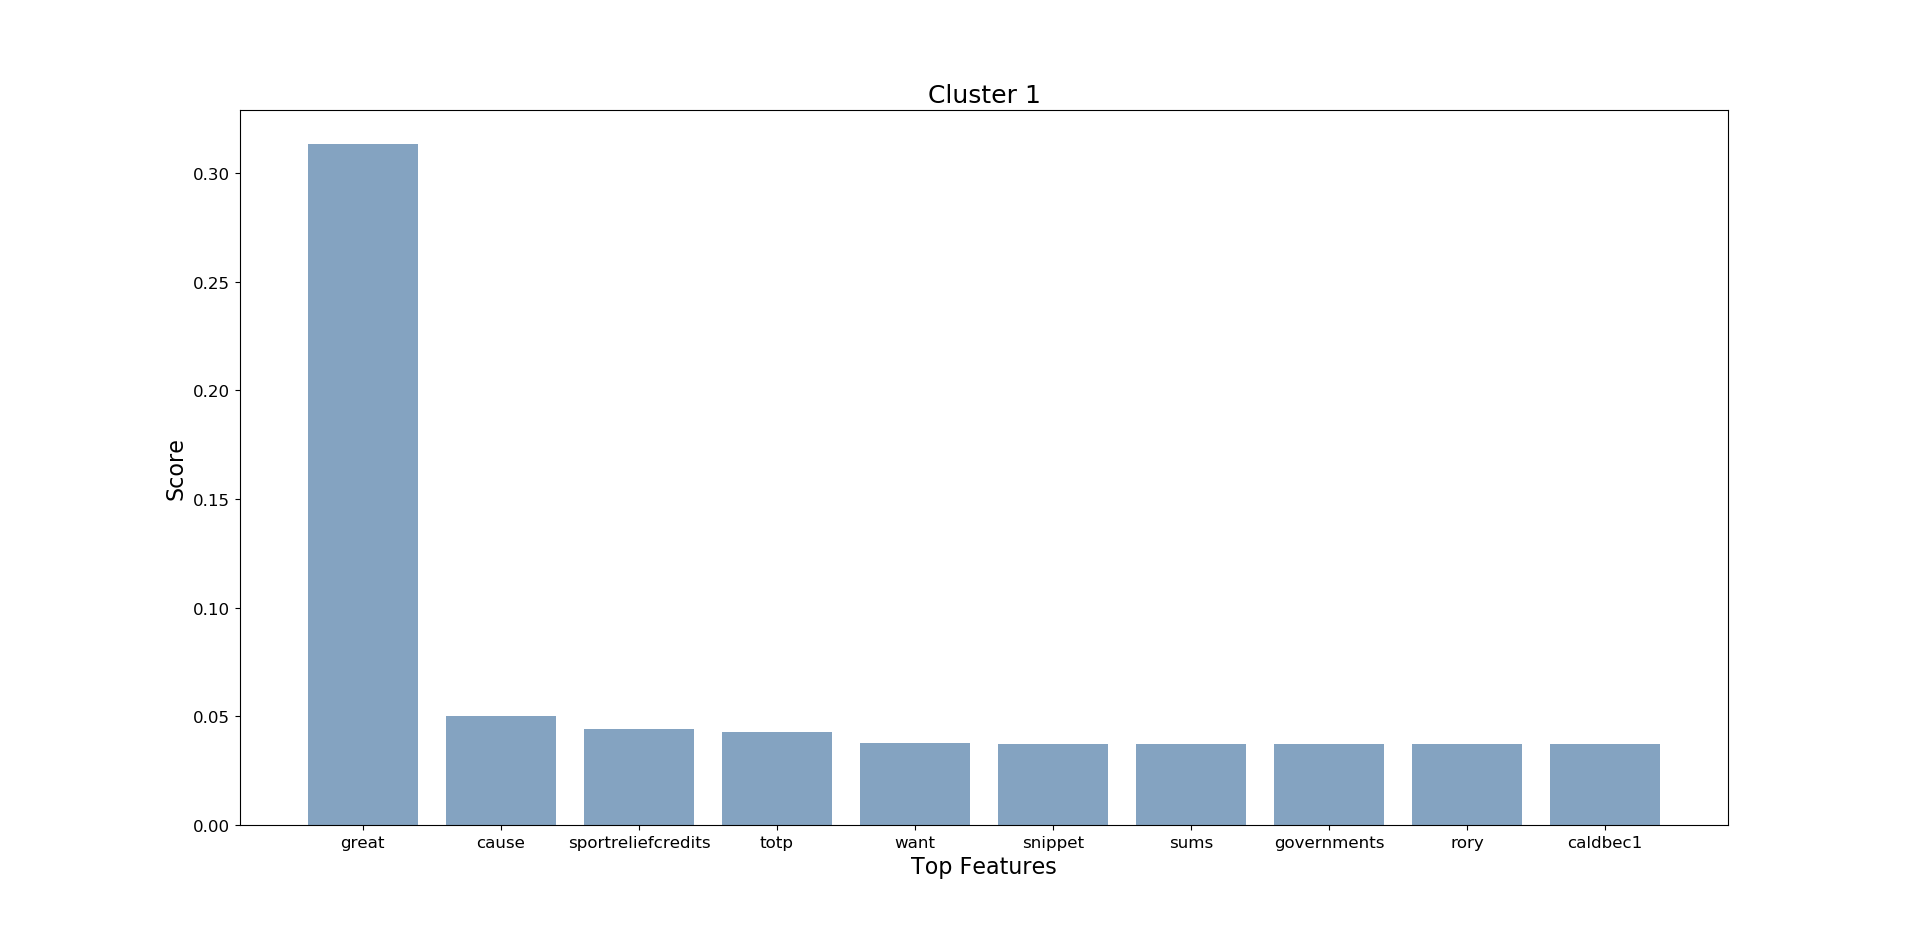 Cluster 1
Score
0.30
0.25
0.20
0.15
0.10
0.05
0.00
great cause sportreliefcredits totp want snippet sums governments rory caldbec1
Top Features